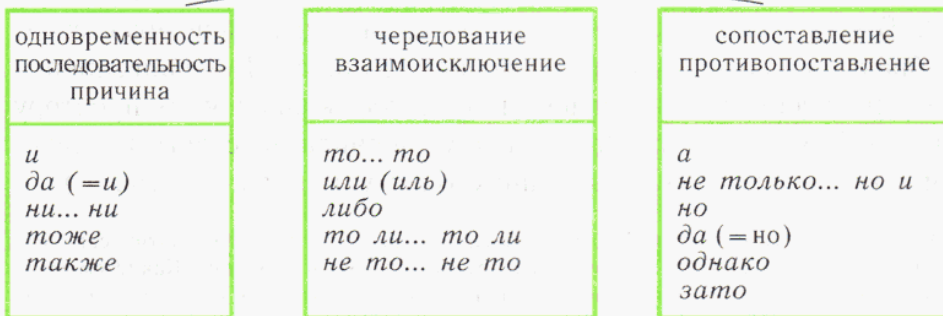 одновременность
последовательность
причина
и
да (=и)
ни... ни
тоже
также
чередование
взаимоисключение
то... то
или (иль)
либо
то ли... то ли
не то... не то
сопоставление
противопоставление
а
не только... но и
но
да (=но)
однако
зато